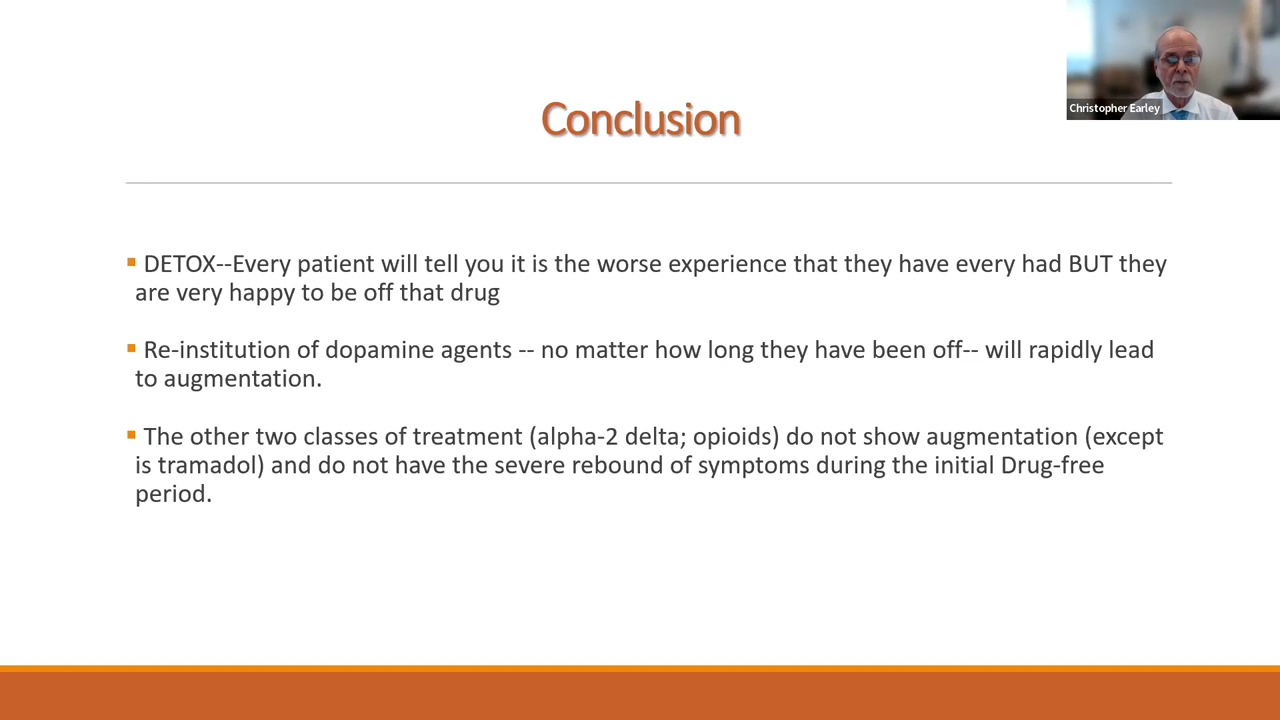 Christopher Earley
Conclusion
▪ DETOX--Every patient will tell you it is the worse experience that they have every had BUT they
are very happy to be off that drug
▪ Re-institution of dopamine agents -- no matter how long they have been off-- will rapidly lead
to augmentation.
▪ The other two classes of treatment (alpha-2 delta; opioids) do not show augmentation (except
is tramadol) and do not have the severe rebound of symptoms during the initial Drug-free
period.